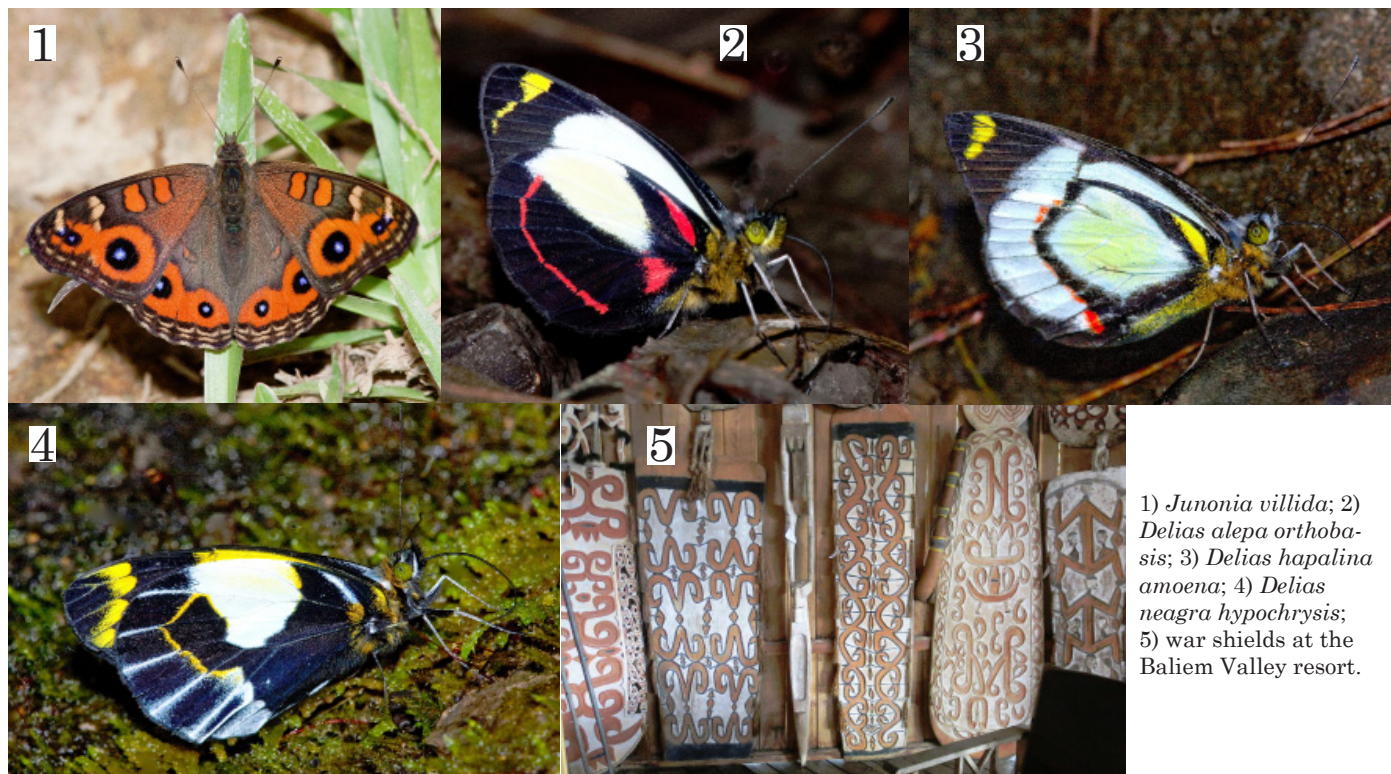 1
2
3
4
5
1) Junonia villida; 2)
Delias alepa orthoba-
sis; 3) Delias hapalina
amoena; 4) Delias
neagra hypochrysis;
5) war shields at the
Baliem Valley resort.